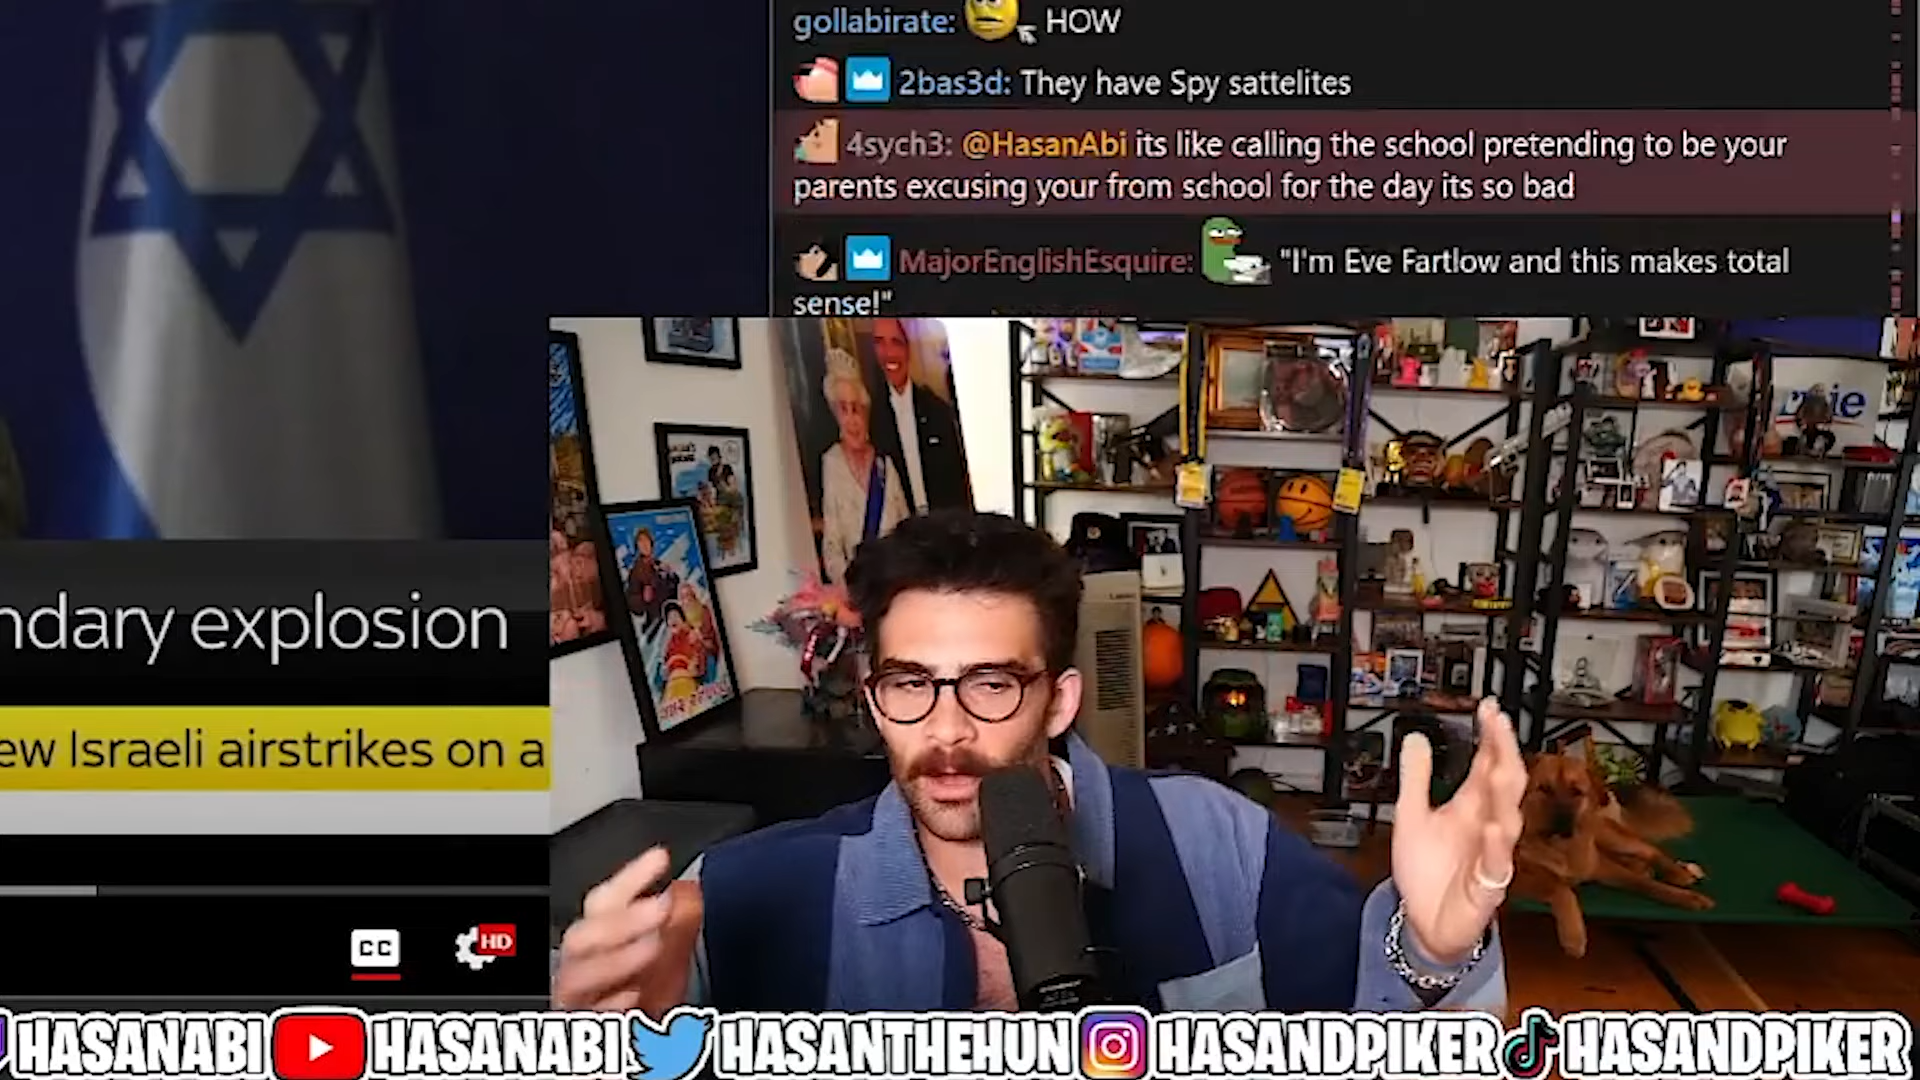 gollabirate: HOW
2bas3d: They have Spy sattelites
4sych3: @HasanAbi its like calling the school pretending to be your
parents excusing your from school for the day its so bad
MajorEnglishEsquire: "I'm Eve Fartlow and this makes total
sense!"
ndary explosion
ew Israeli airstrikes on a
CC
HD
HASANABI HASANABI HASANTHEHUN HASANDPIKER HASANDPIKER